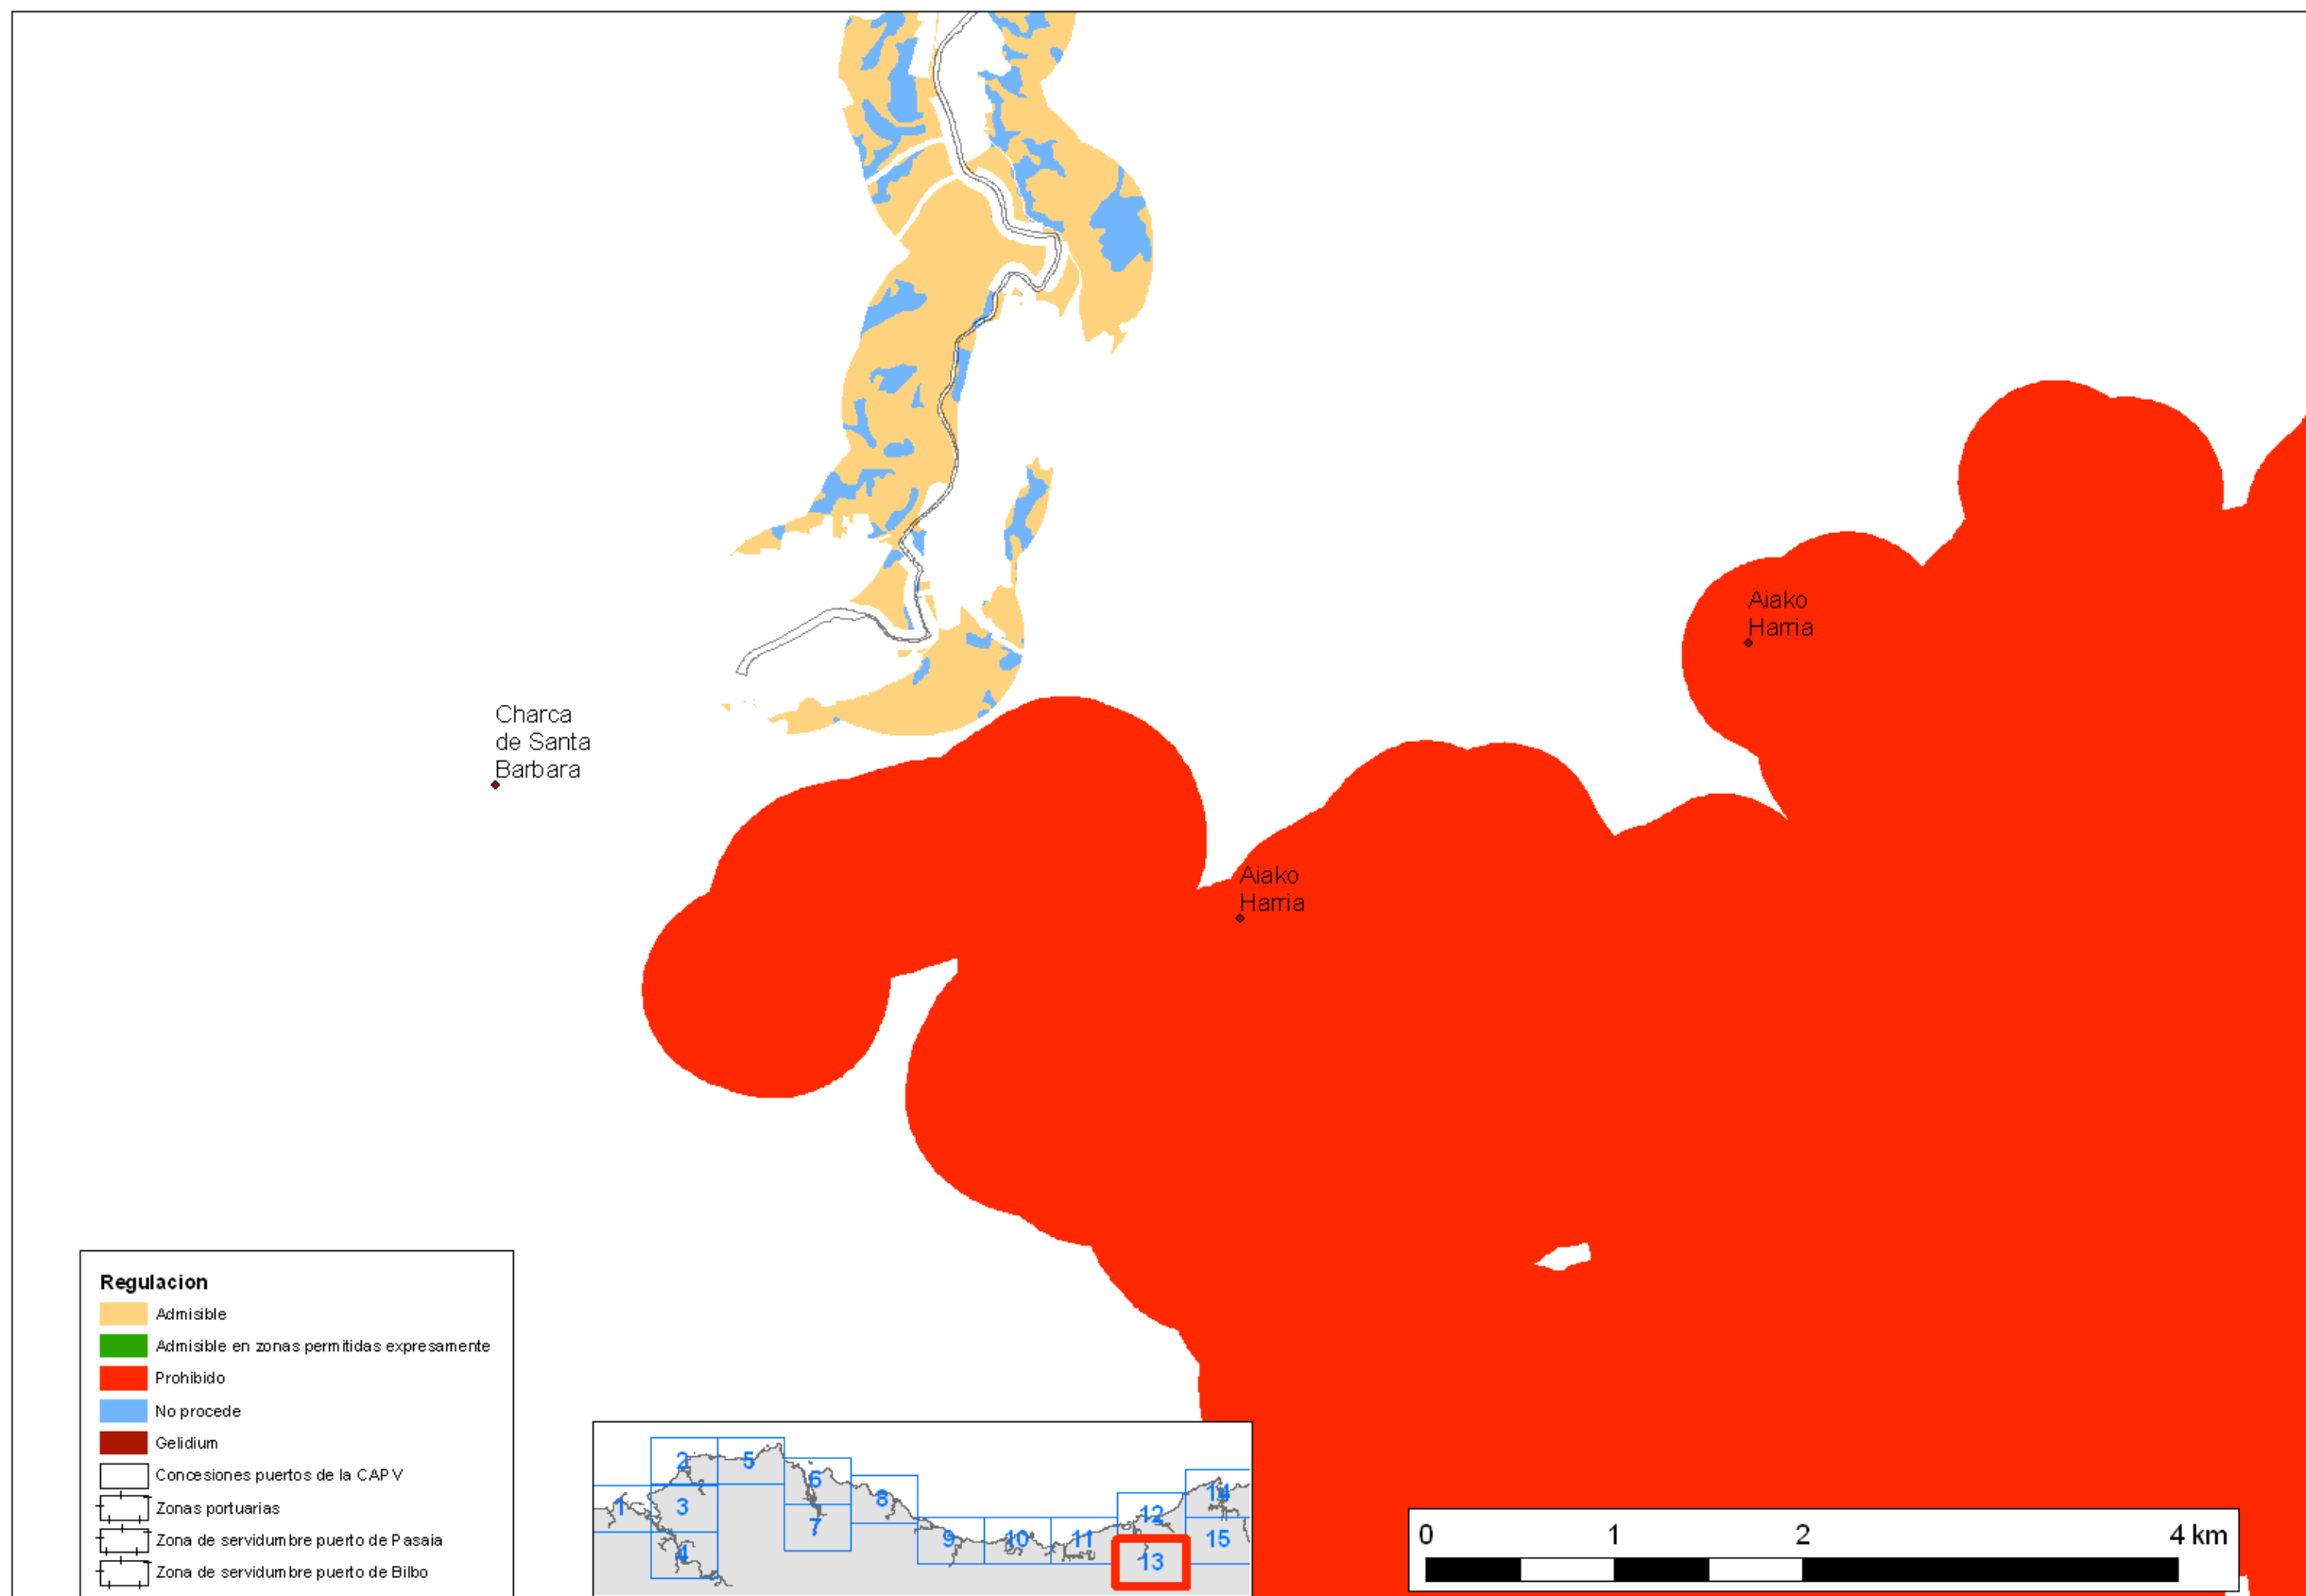 Aiako
Harria
Charca
de Santa
Barbara
Aiako
Harria
Regulacion
Admisible
Admisible en zonas permitidas expresamente
Prohibido
No procede
Gelidium
Concesiones puertos de la CAPV
Zonas portuarias
Zona de servidumbre puerto de Pasaia
Zona de servidumbre puerto de Bilbo
1
2
3
4
5
6
7
8
9
10
11
12
13
14
15
0 1 2 4 km